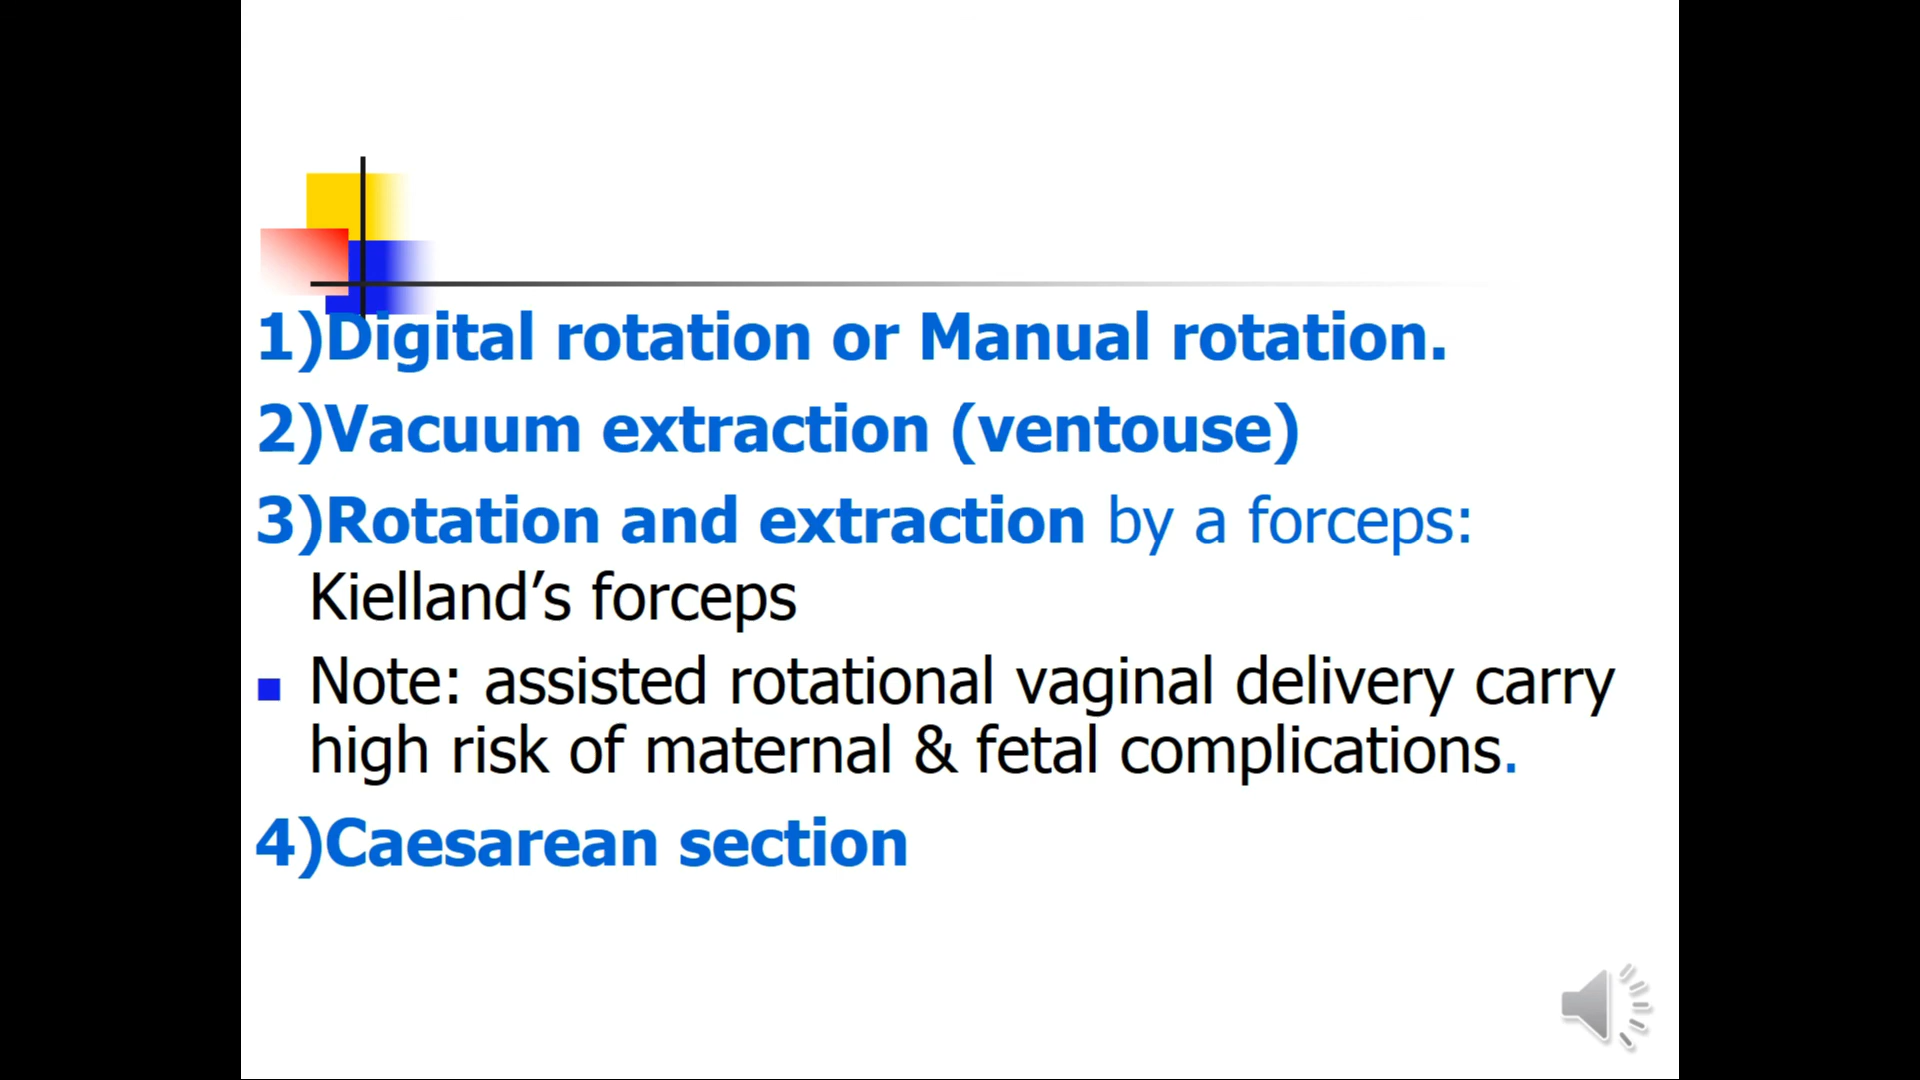 1)Digital rotation or Manual rotation.
2)Vacuum extraction (ventouse)
3)Rotation and extraction by a forceps:
Kielland’s forceps
Note: assisted rotational vaginal delivery carry
high risk of maternal & fetal complications.
4)Caesarean section